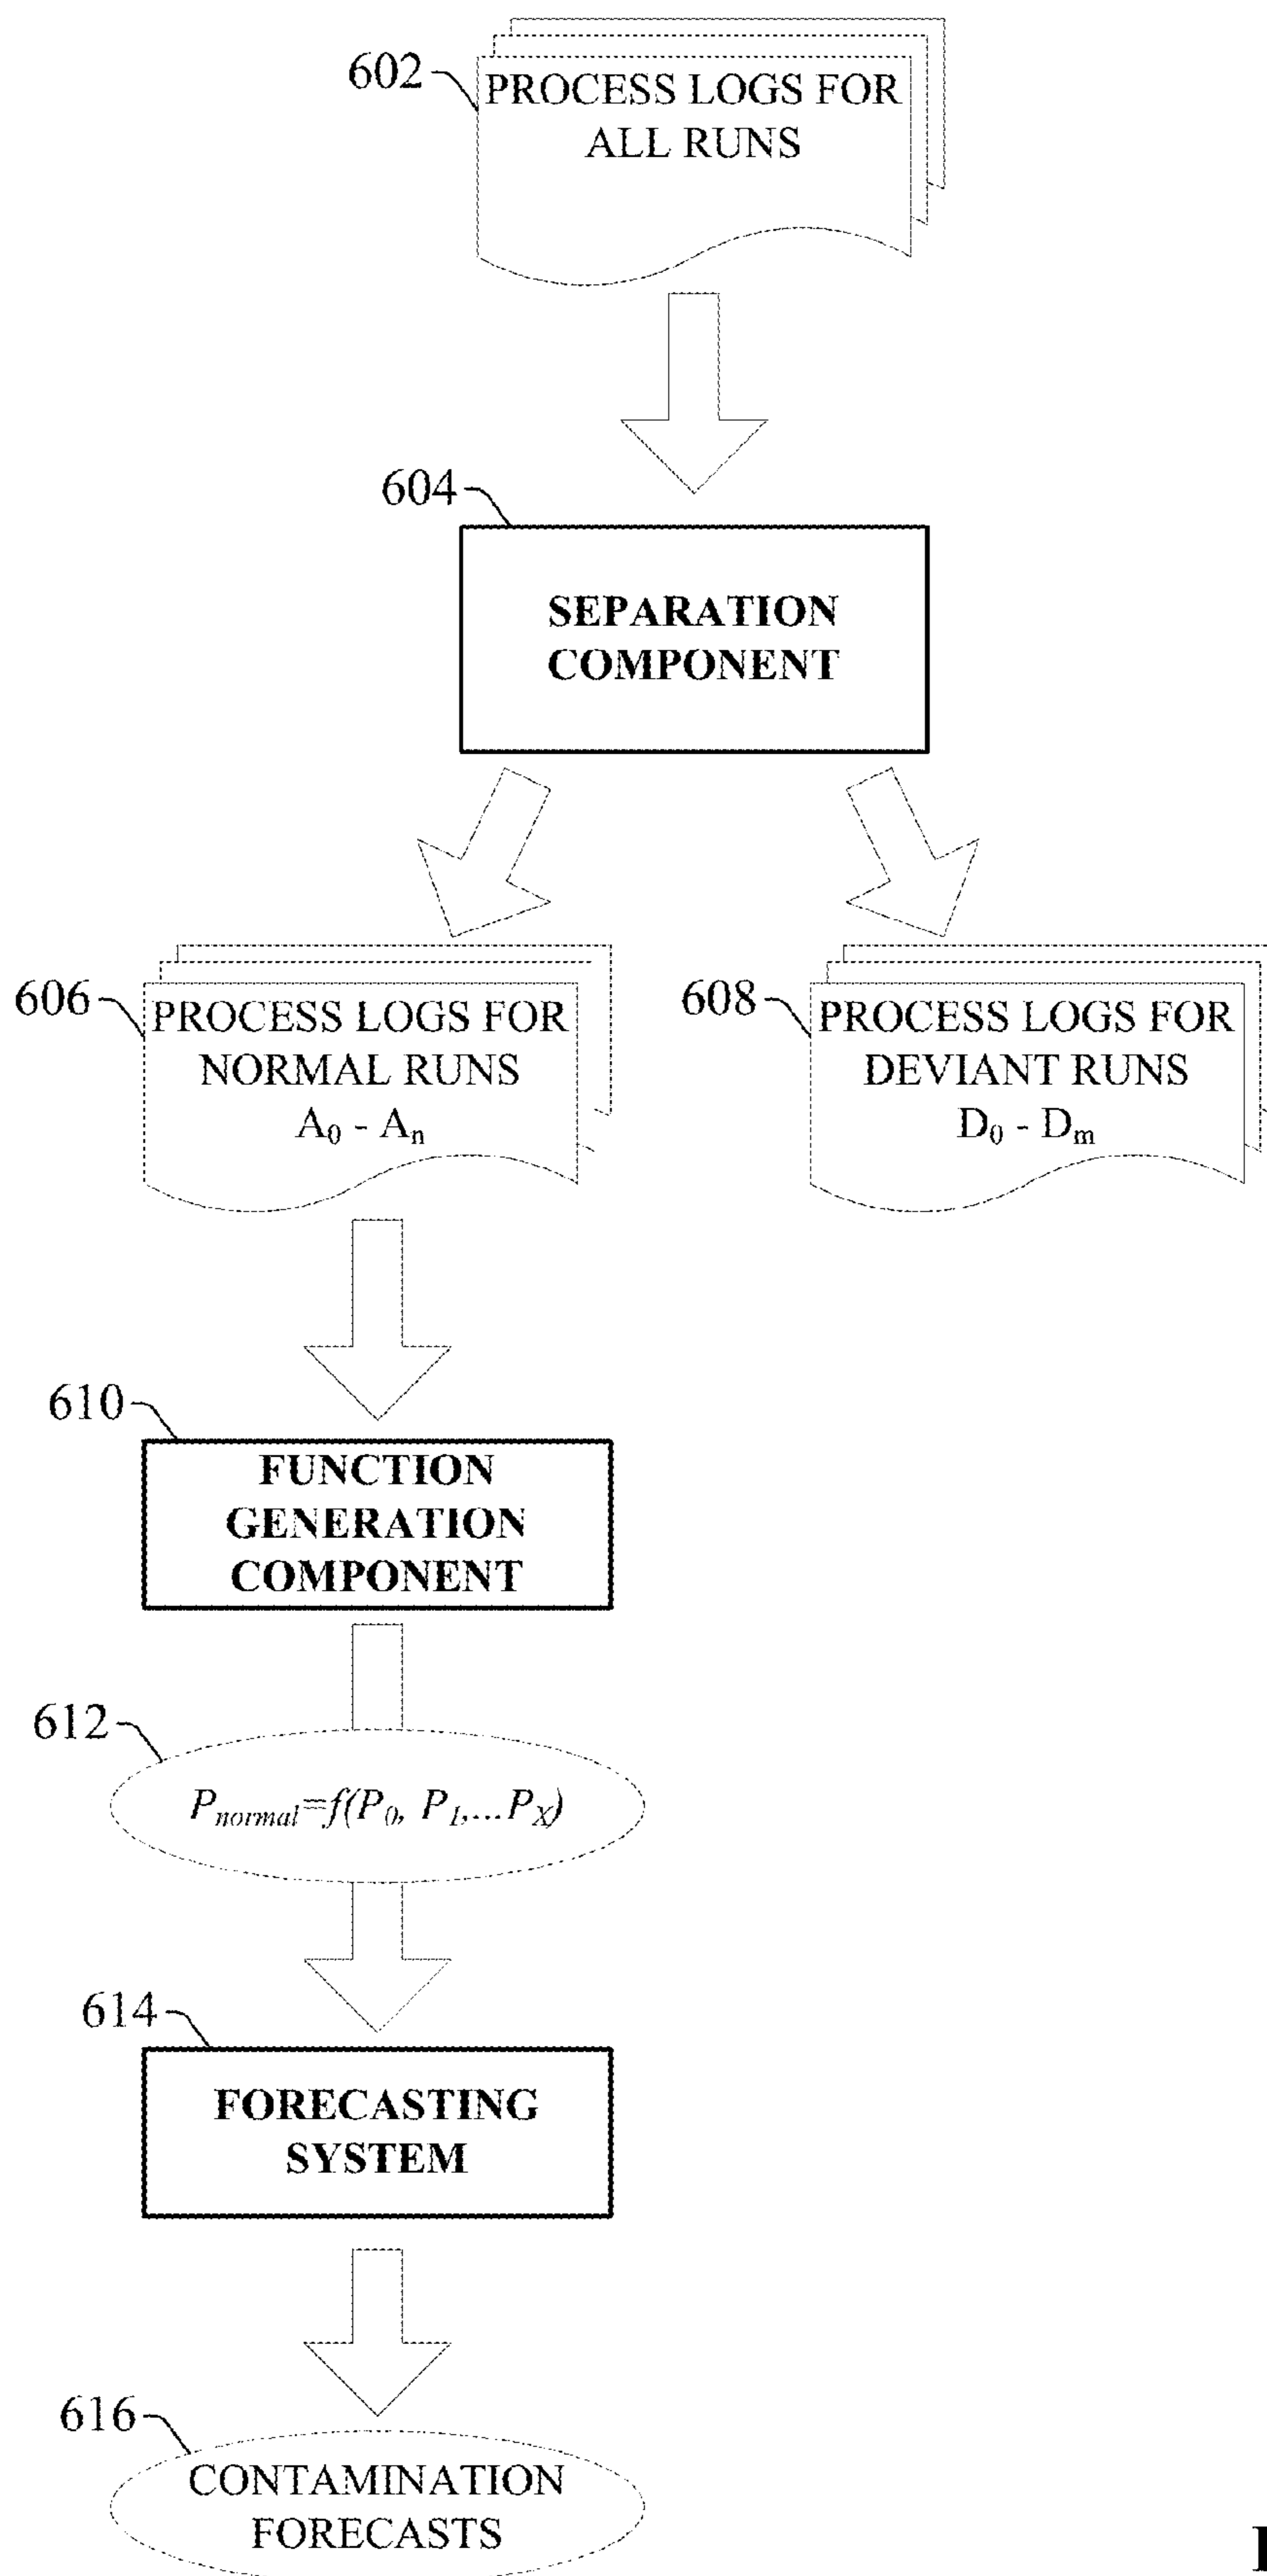 602
PROCESS LOGS FOR
ALL RUNS
604
SEPARATION
COMPONENT
606
PROCESS LOGS FOR
NORMAL RUNS
A₀ - Aₙ
608
PROCESS LOGS FOR
DEVIANT RUNS
D₀ - Dₘ
610
FUNCTION
GENERATION
COMPONENT
612
P_normal=f(P₀, P₁,...P_X)
614
FORECASTING
SYSTEM
616
CONTAMINATION
FORECASTS